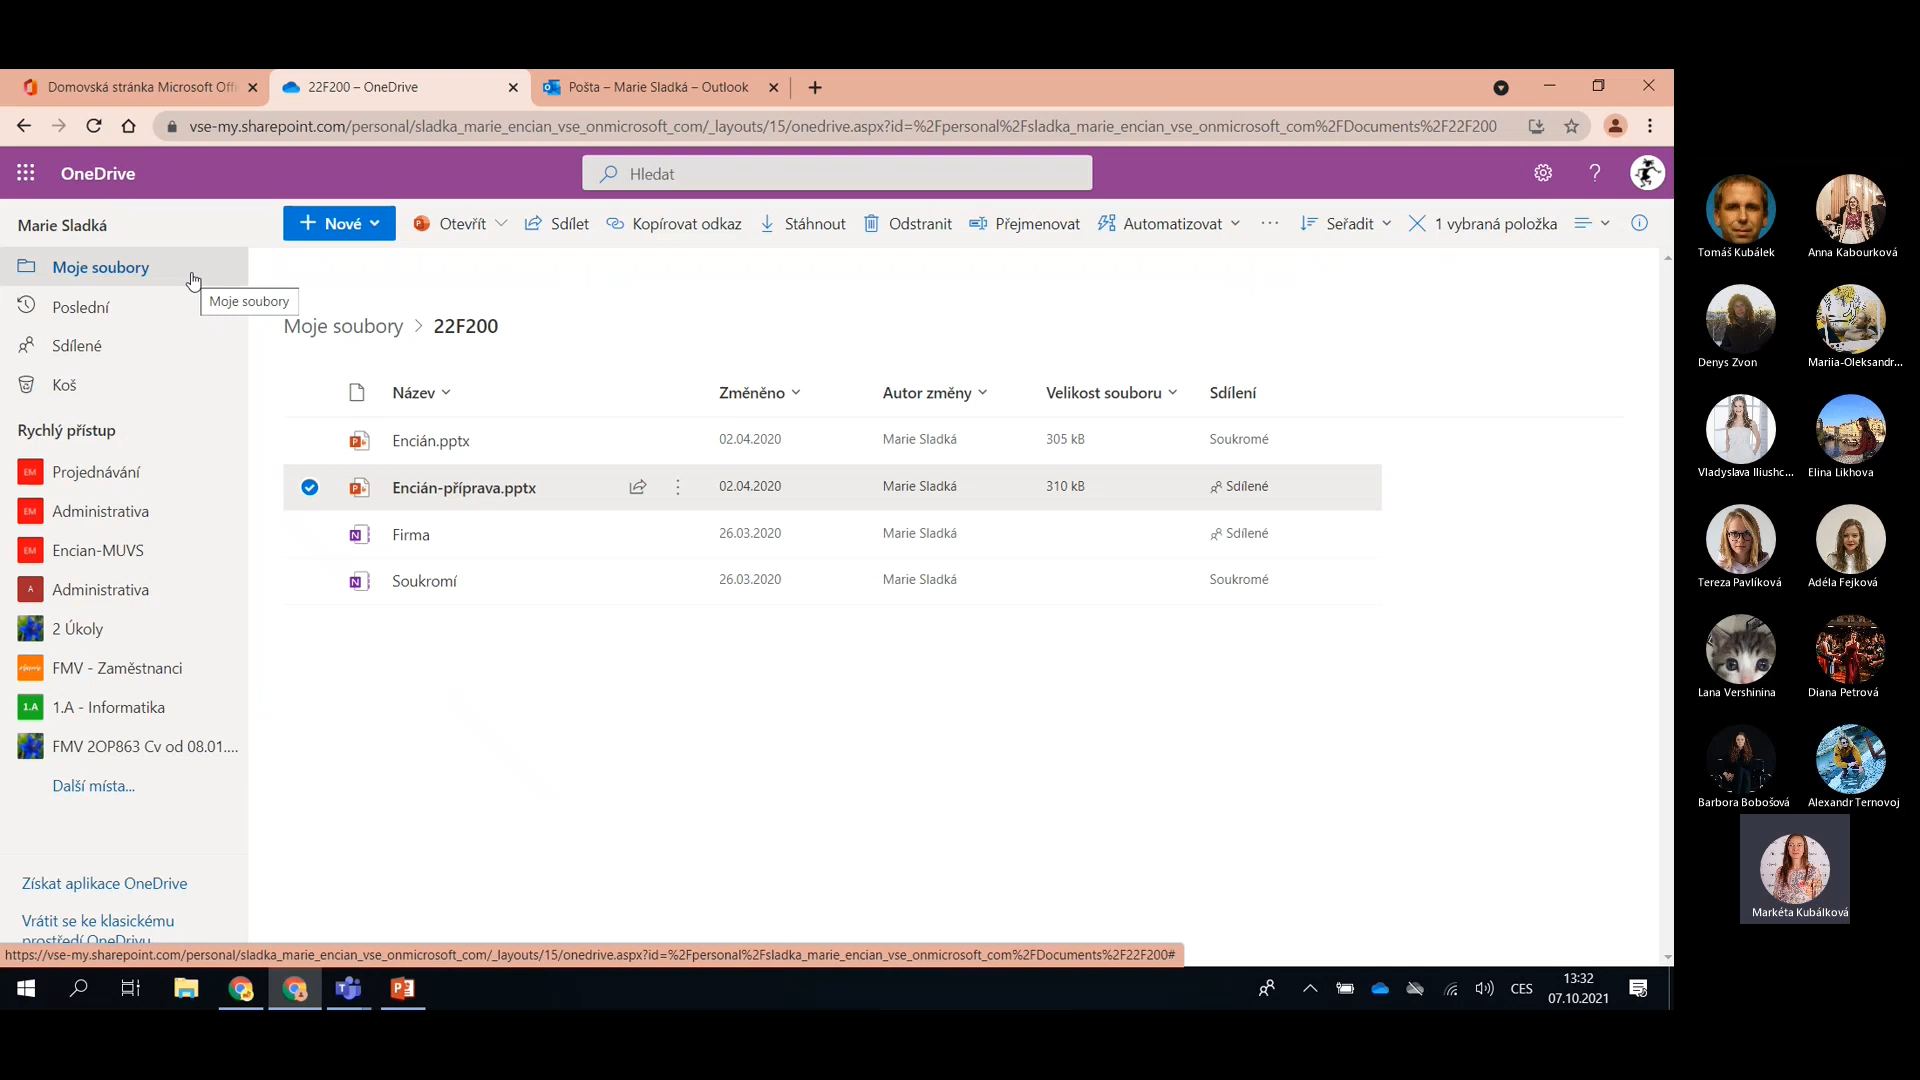 Domovská stránka Microsoft Offi
22F200 – OneDrive
Pošta – Marie Sladká – Outlook
vse-my.sharepoint.com/personal/sladka_marie_encian_vse_onmicrosoft_com/_layouts/15/onedrive.aspx?id=%2Fpersonal%2Fsladka_marie_encian_vse_onmicrosoft_com%2FDocuments%2F22F200
OneDrive
Hledat
Marie Sladká
Nové
Otevřít
Sdílet
Kopírovat odkaz
Stáhnout
Odstranit
Přejmenovat
Automatizovat
Seřadit
1 vybraná položka
Moje soubory
Poslední
Sdílené
Koš
Rychlý přístup
EM Projednávání
EM Administrativa
EM Encian-MUVS
A Administrativa
2 Úkoly
FMV - Zaměstnanci
1.A 1.A - Informatika
FMV 2OP863 Cv od 08.01....
Další místa...
Získat aplikace OneDrive
Vrátit se ke klasickému
prostředí OneDrivu
Moje soubory
Moje soubory > 22F200
Název Změněno Autor změny Velikost souboru Sdílení
Encián.pptx 02.04.2020 Marie Sladká 305 kB Soukromé
Encián-příprava.pptx 02.04.2020 Marie Sladká 310 kB Sdílené
Firma 26.03.2020 Marie Sladká Sdílené
Soukromí 26.03.2020 Marie Sladká Soukromé
https://vse-my.sharepoint.com/personal/sladka_marie_encian_vse_onmicrosoft_com/_layouts/15/onedrive.aspx?id=%2Fpersonal%2Fsladka_marie_encian_vse_onmicrosoft_com%2FDocuments%2F22F200#
CES
13:32
07.10.2021
Tomáš Kubálek
Anna Kabourková
Denys Zvon
Mariia-Oleksandr...
Vladyslava Iliushc...
Elina Likhova
Tereza Pavlíková
Adéla Fejková
Lana Vershinina
Diana Petrová
Barbora Bobošová
Alexandr Ternovoj
Markéta Kubálková